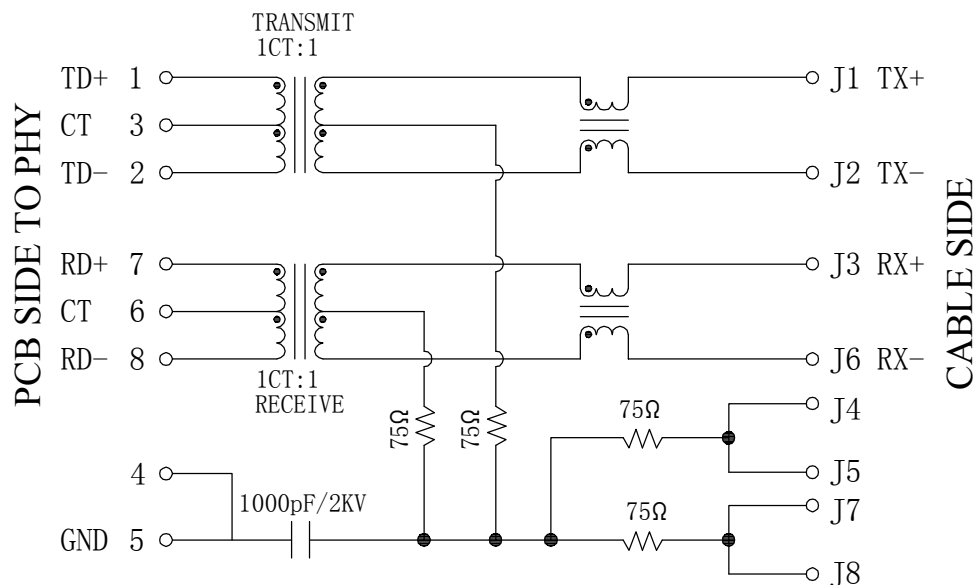 TRANSMIT
1CT:1
PCB SIDE TO PHY
TD+ 1
CT 3
TD- 2
RD+ 7
CT 6
RD- 8
1CT:1
RECEIVE
4
GND 5
1000pF/2KV
75Ω
75Ω
75Ω
75Ω
J1 TX+
J2 TX-
J3 RX+
J6 RX-
J4
J5
J7
J8
CABLE SIDE